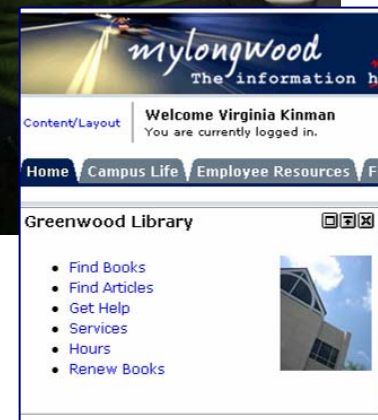 mylongwood
The information
Content/Layout
Welcome Virginia Kinman
You are currently logged in.
Home Campus Life Employee Resources F
Greenwood Library
Find Books
Find Articles
Get Help
Services
Hours
Renew Books